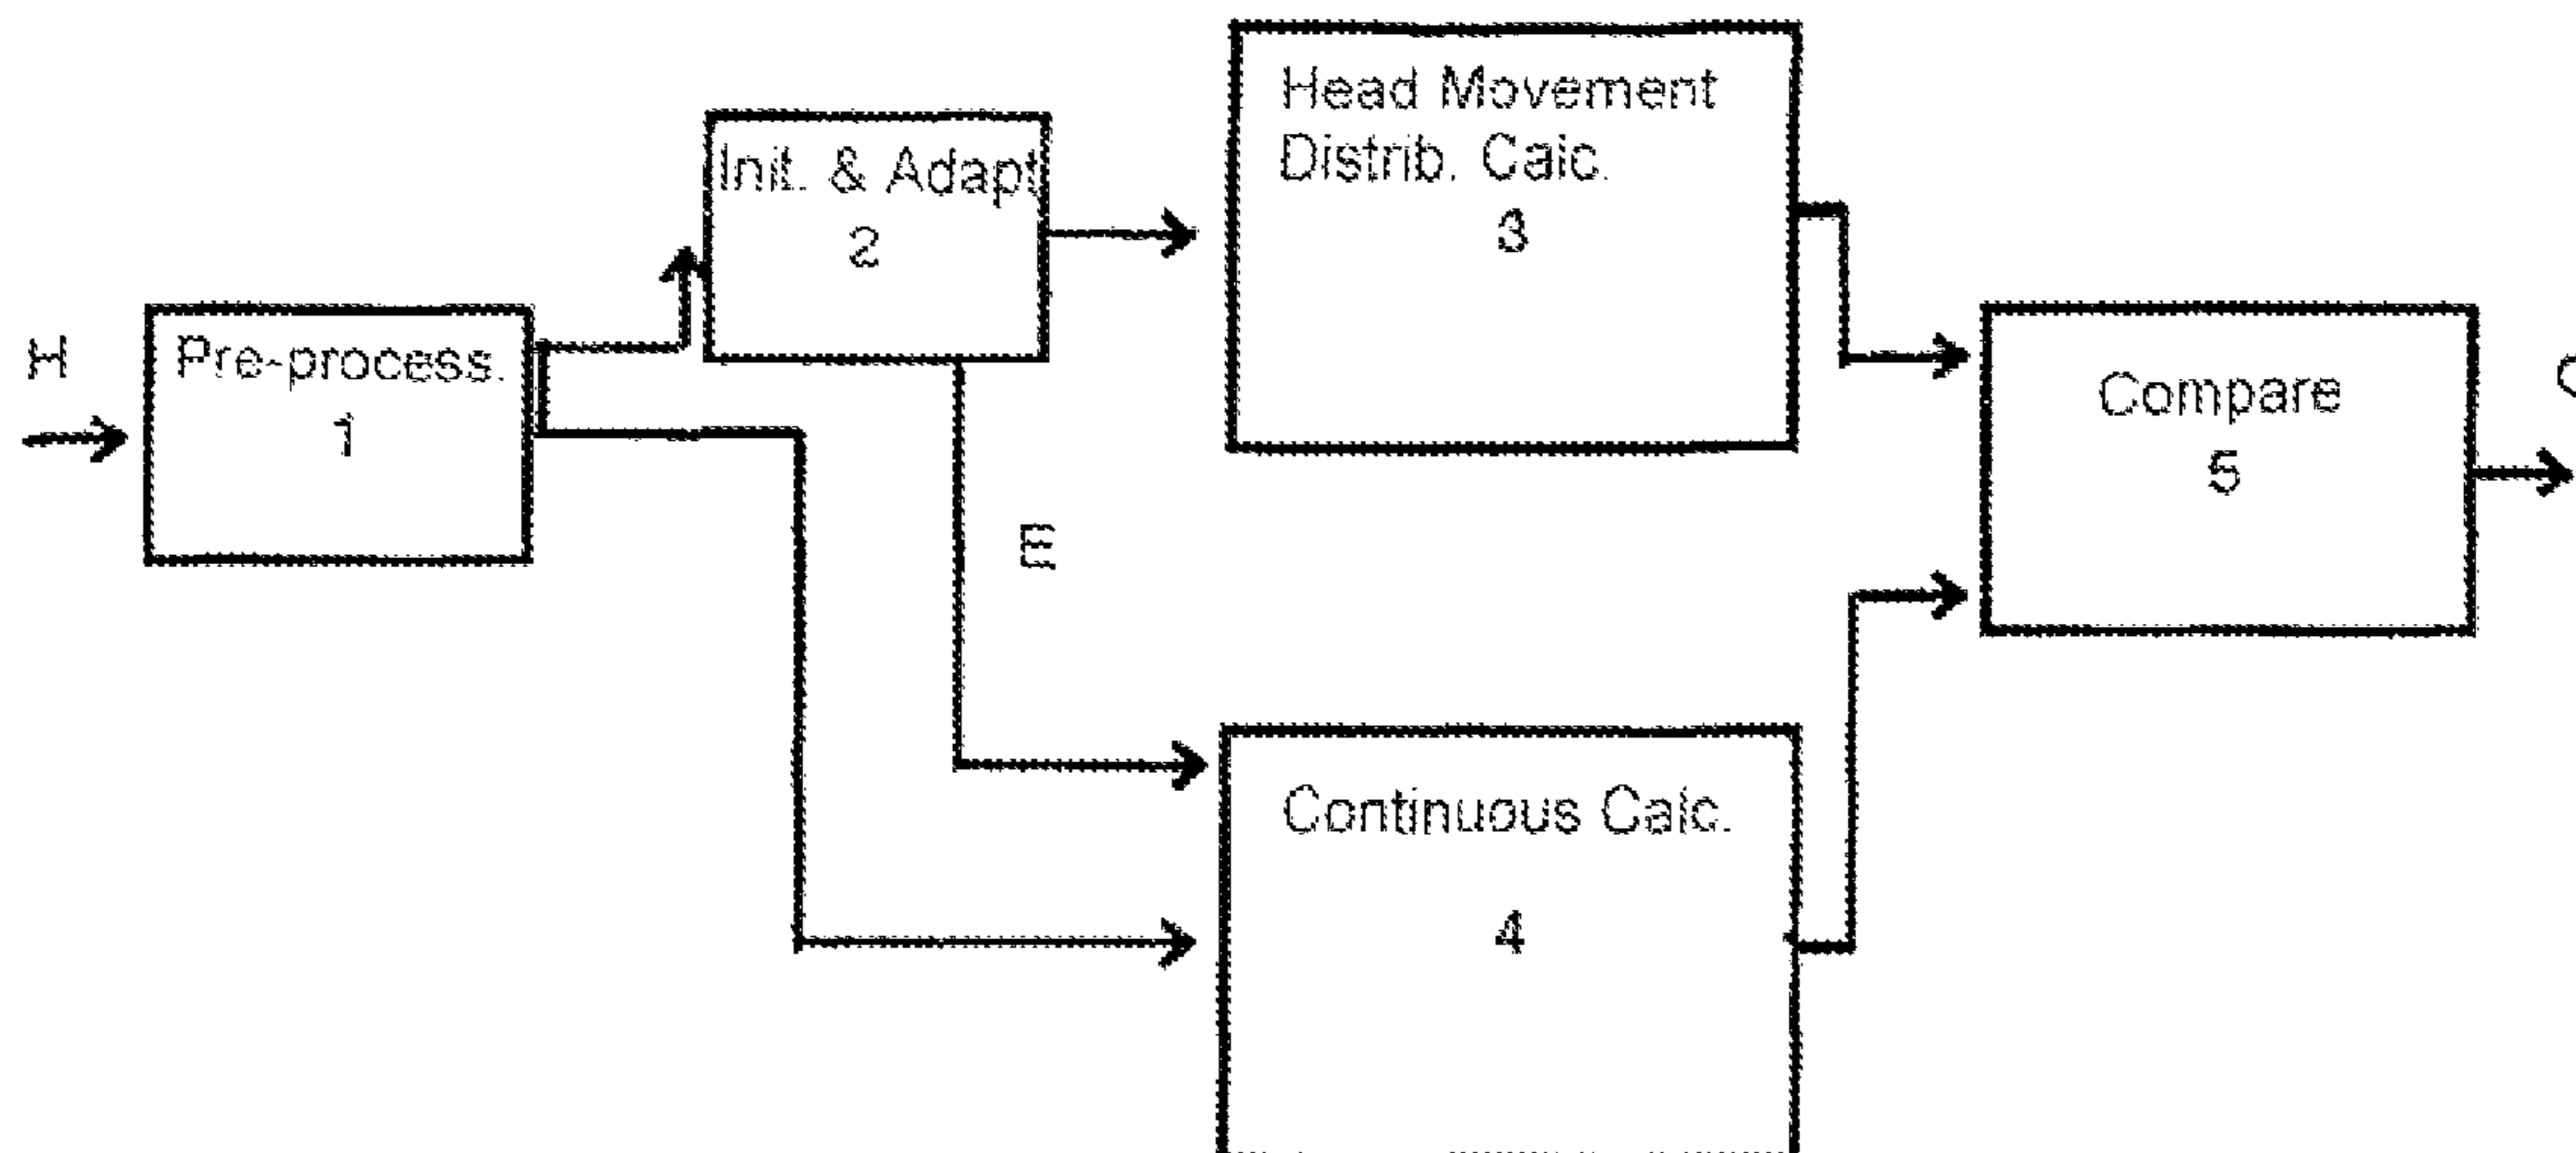 H
Pre-process.
1
Init. & Adapt
2
Head Movement
Distrib. Calc.
3
E
Continuous Calc.
4
Compare
5